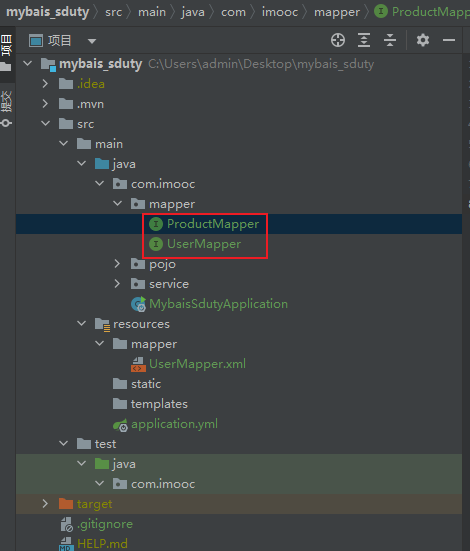 mybais_sduty > src > main > java > com > imooc > mapper > ProductMapper
项目
项目
提交
mybais_sduty C:\Users\admin\Desktop\mybais_sduty
.idea
.mvn
src
main
java
com.imooc
mapper
I ProductMapper
I UserMapper
pojo
service
MybaisSdutyApplication
resources
mapper
UserMapper.xml
static
templates
application.yml
test
java
com.imooc
target
.gitignore
HELP.md